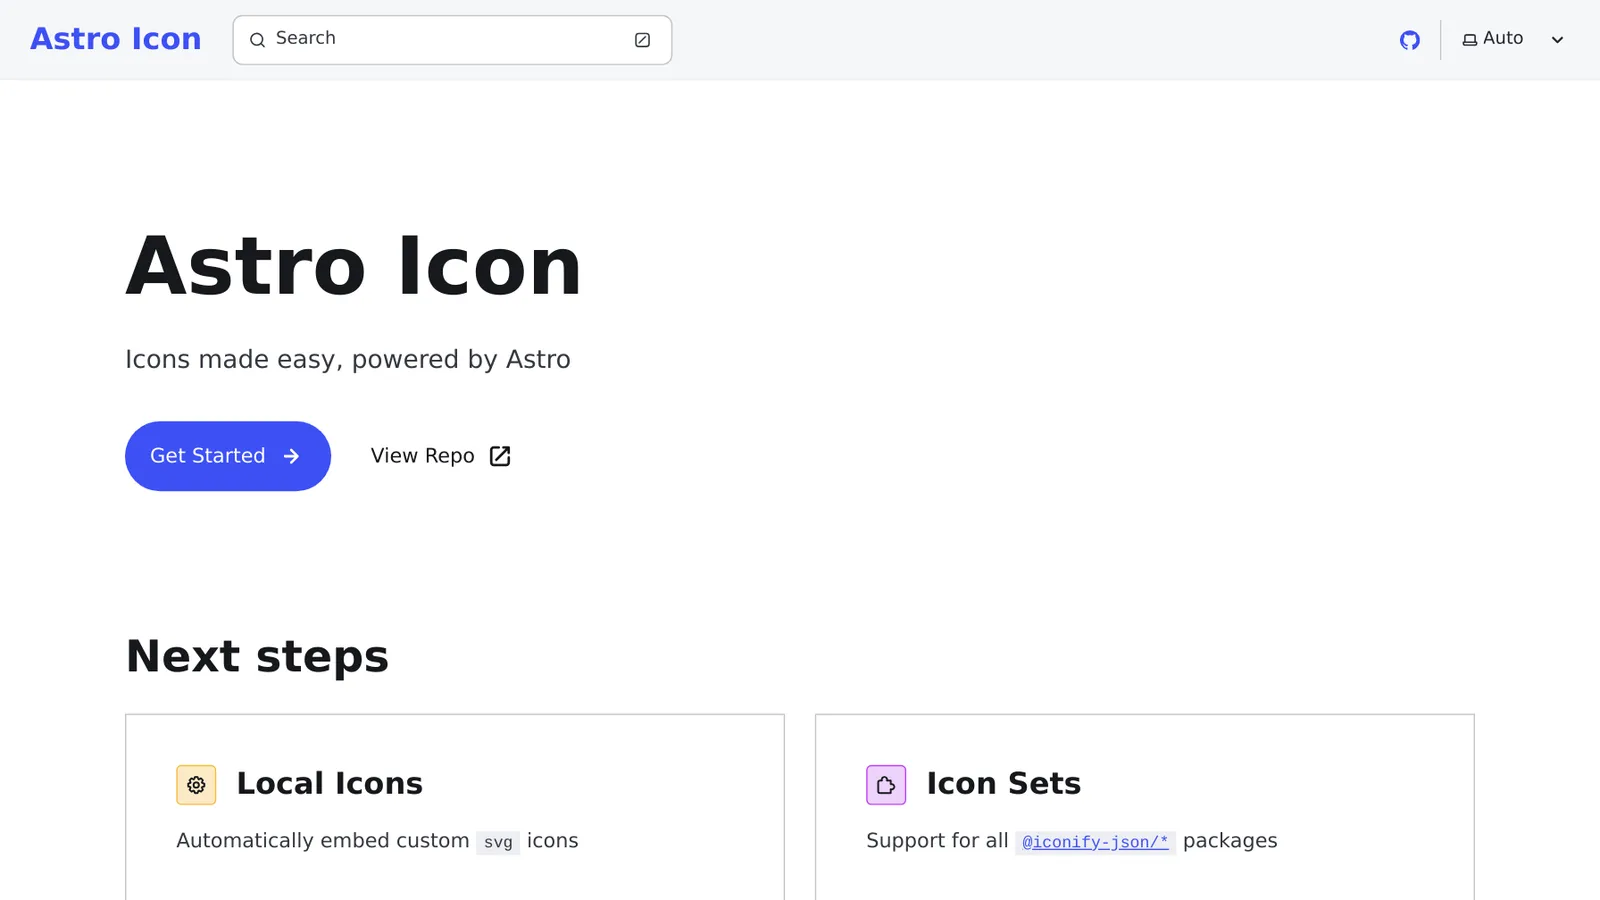 Astro Icon
Search
Auto
Astro Icon
Icons made easy, powered by Astro
Get Started
View Repo
Next steps
Local Icons
Automatically embed custom svg icons
Icon Sets
Support for all @iconify-json/* packages